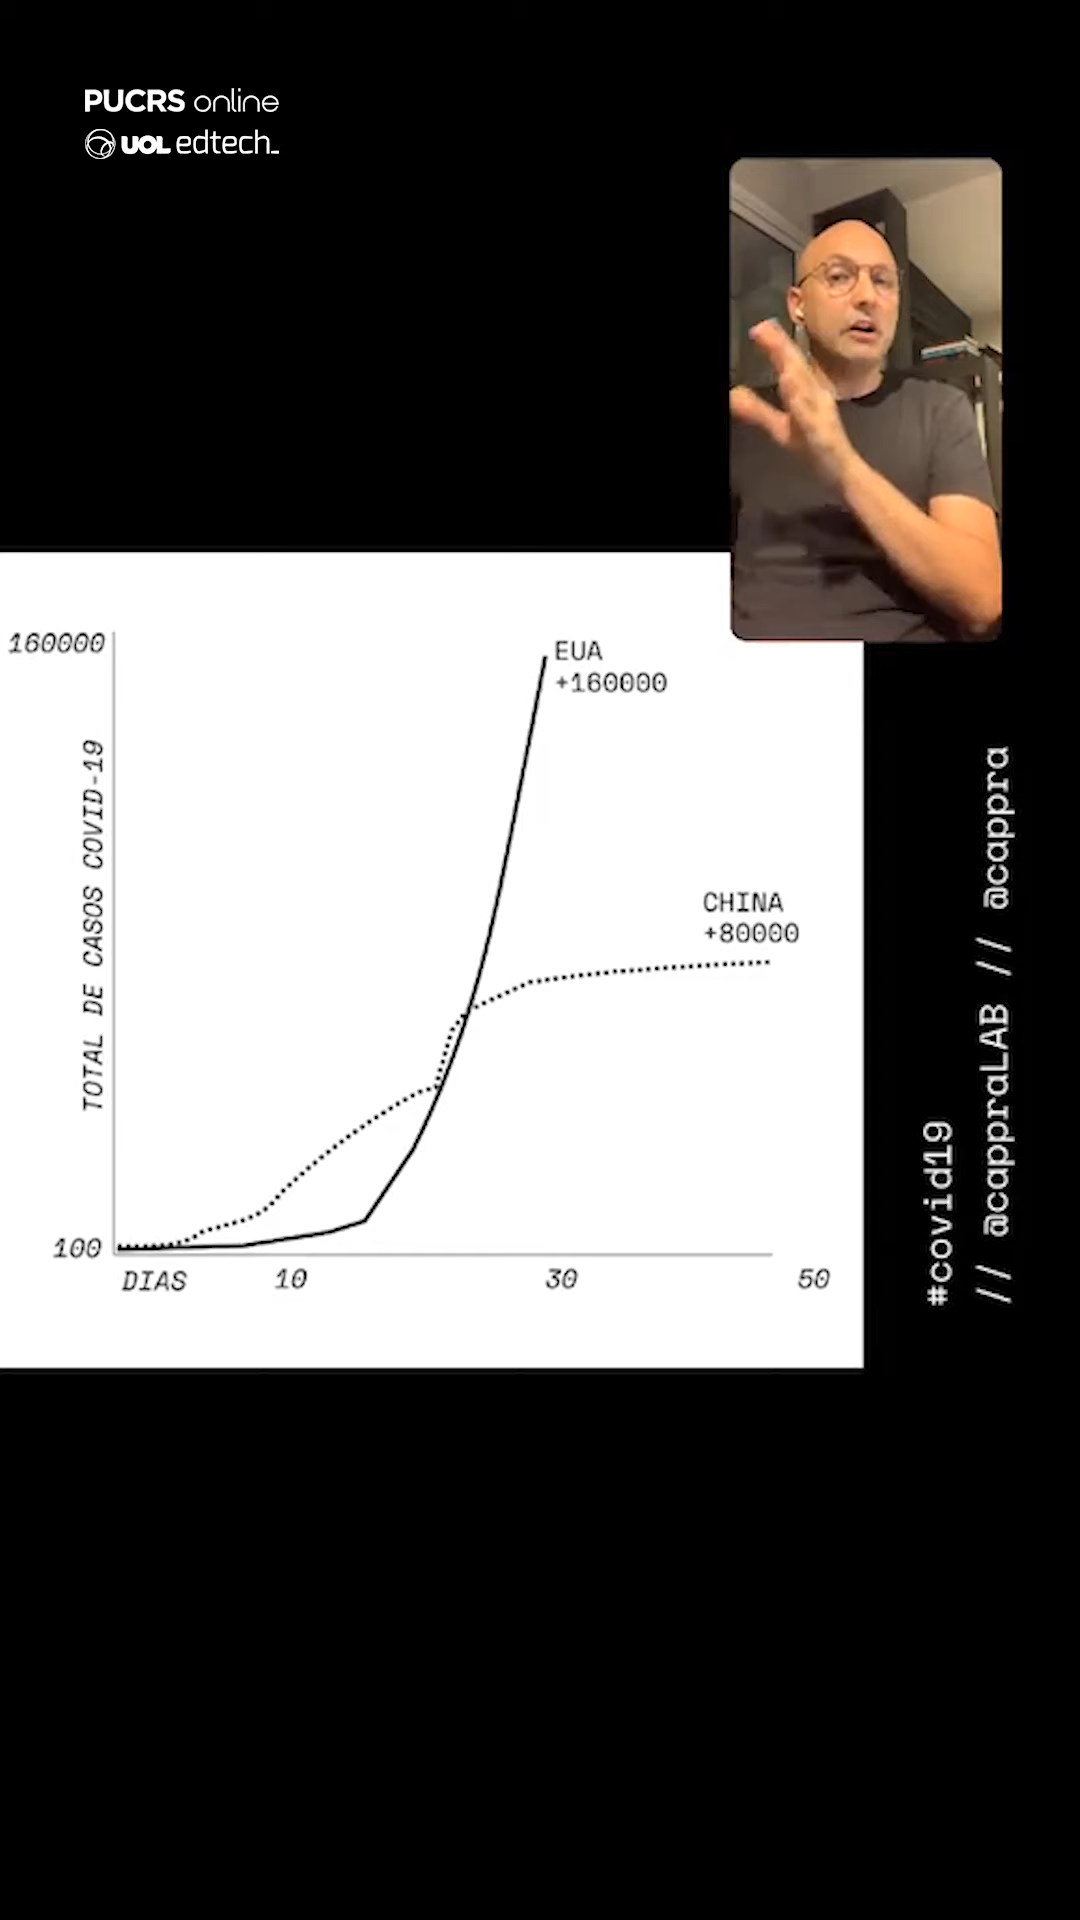 PUCRS online
UOL edtech_
160000
EUA
+160000
TOTAL DE CASOS COVID-19
CHINA
+80000
100
DIAS 10 30 50
#covid19
// @cappraLAB // @cappra